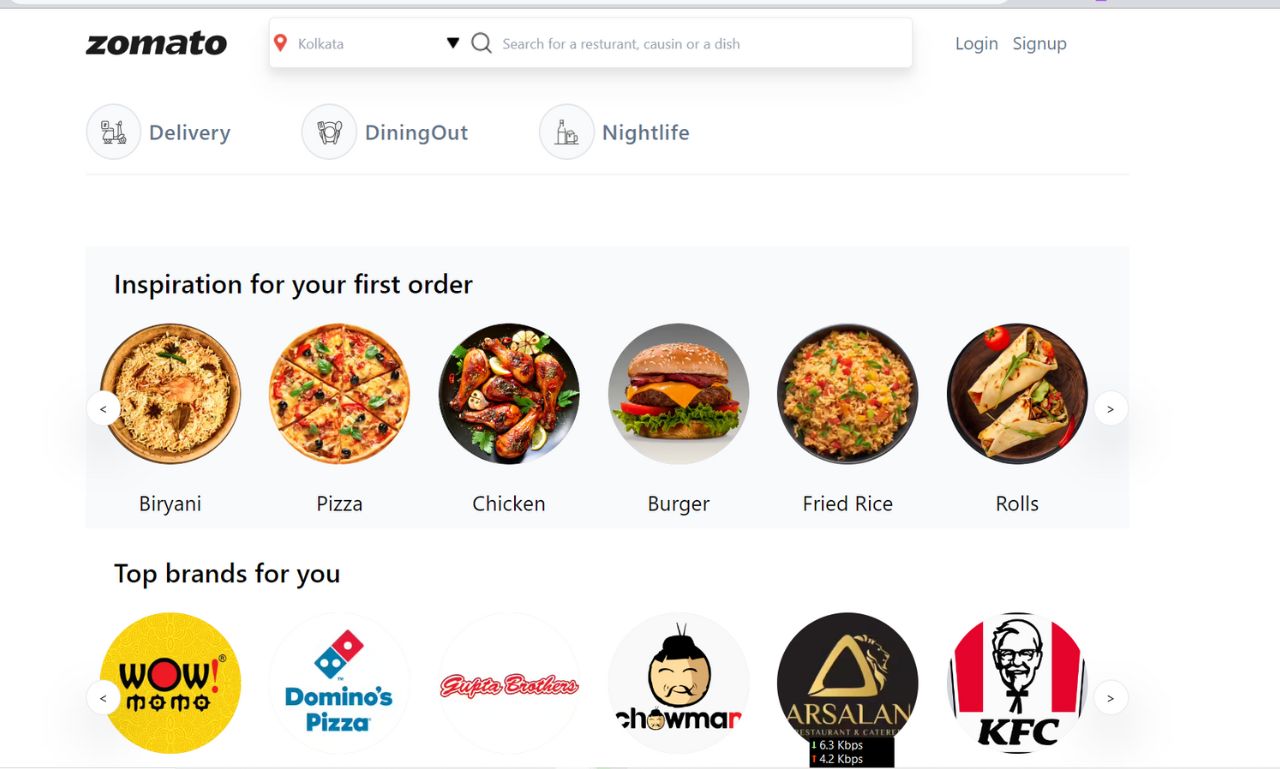 zomato
Kolkata
Search for a resturant, causin or a dish
Login Signup
Delivery
DiningOut
Nightlife
Inspiration for your first order
<
>
Biryani
Pizza
Chicken
Burger
Fried Rice
Rolls
Top brands for you
WOW!®
MOMO
Domino's
Pizza
Gupta Brothers
chowman
ARSALAN
RESTAURANT & CATERE
KFC
<
>
6.3 Kbps
4.2 Kbps